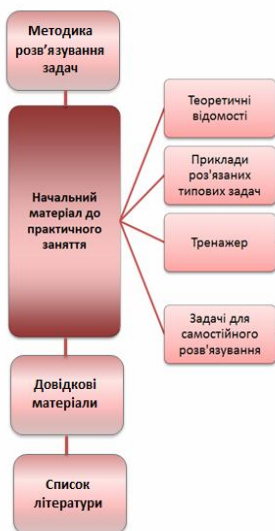 Методика
розв’язування
задач
Начальний
матеріал до
практичного
заняття
Теоретичні
відомості
Приклади
роз'язаних
типових задач
Тренажер
Задачі для
самостійного
розв'язування
Довідкові
матеріали
Список
літератури